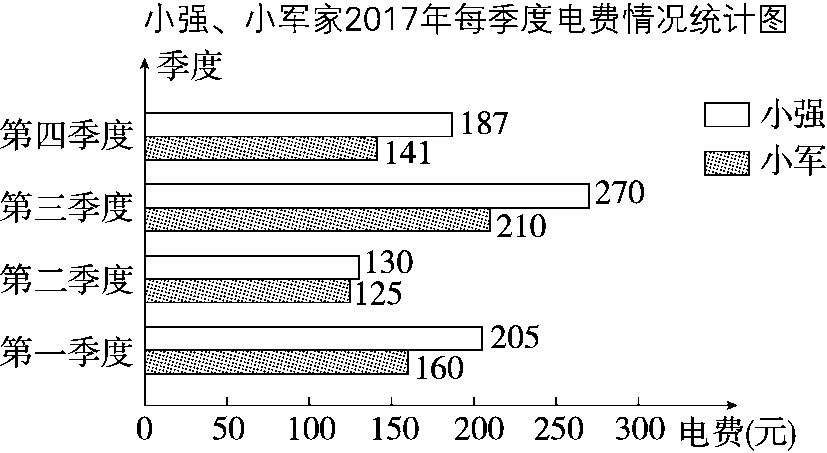 小强、小军家2017年每季度电费情况统计图
季度
第四季度
187
141
小强
小军
第三季度
270
210
第二季度
130
125
第一季度
205
160
0 50 100 150 200 250 300 电费(元)